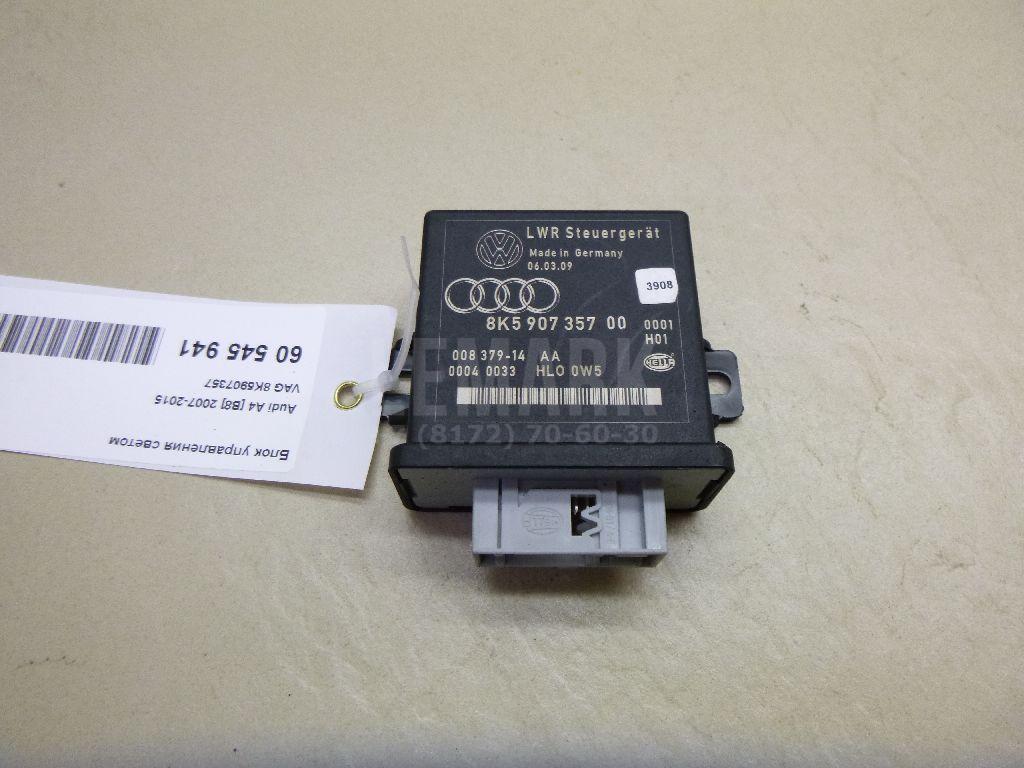 LWR Steuergerät
Made in Germany
06.03.09
3908
8K5 907 357 00
0001
H01
008 379-14 AA
0004 0033 HLO 0W5
HELLA
VEMARK
(8172) 70-60-30
Блок управления светом
Audi A4 [B8] 2007-2015
VAG 8K5907357
60 545 941